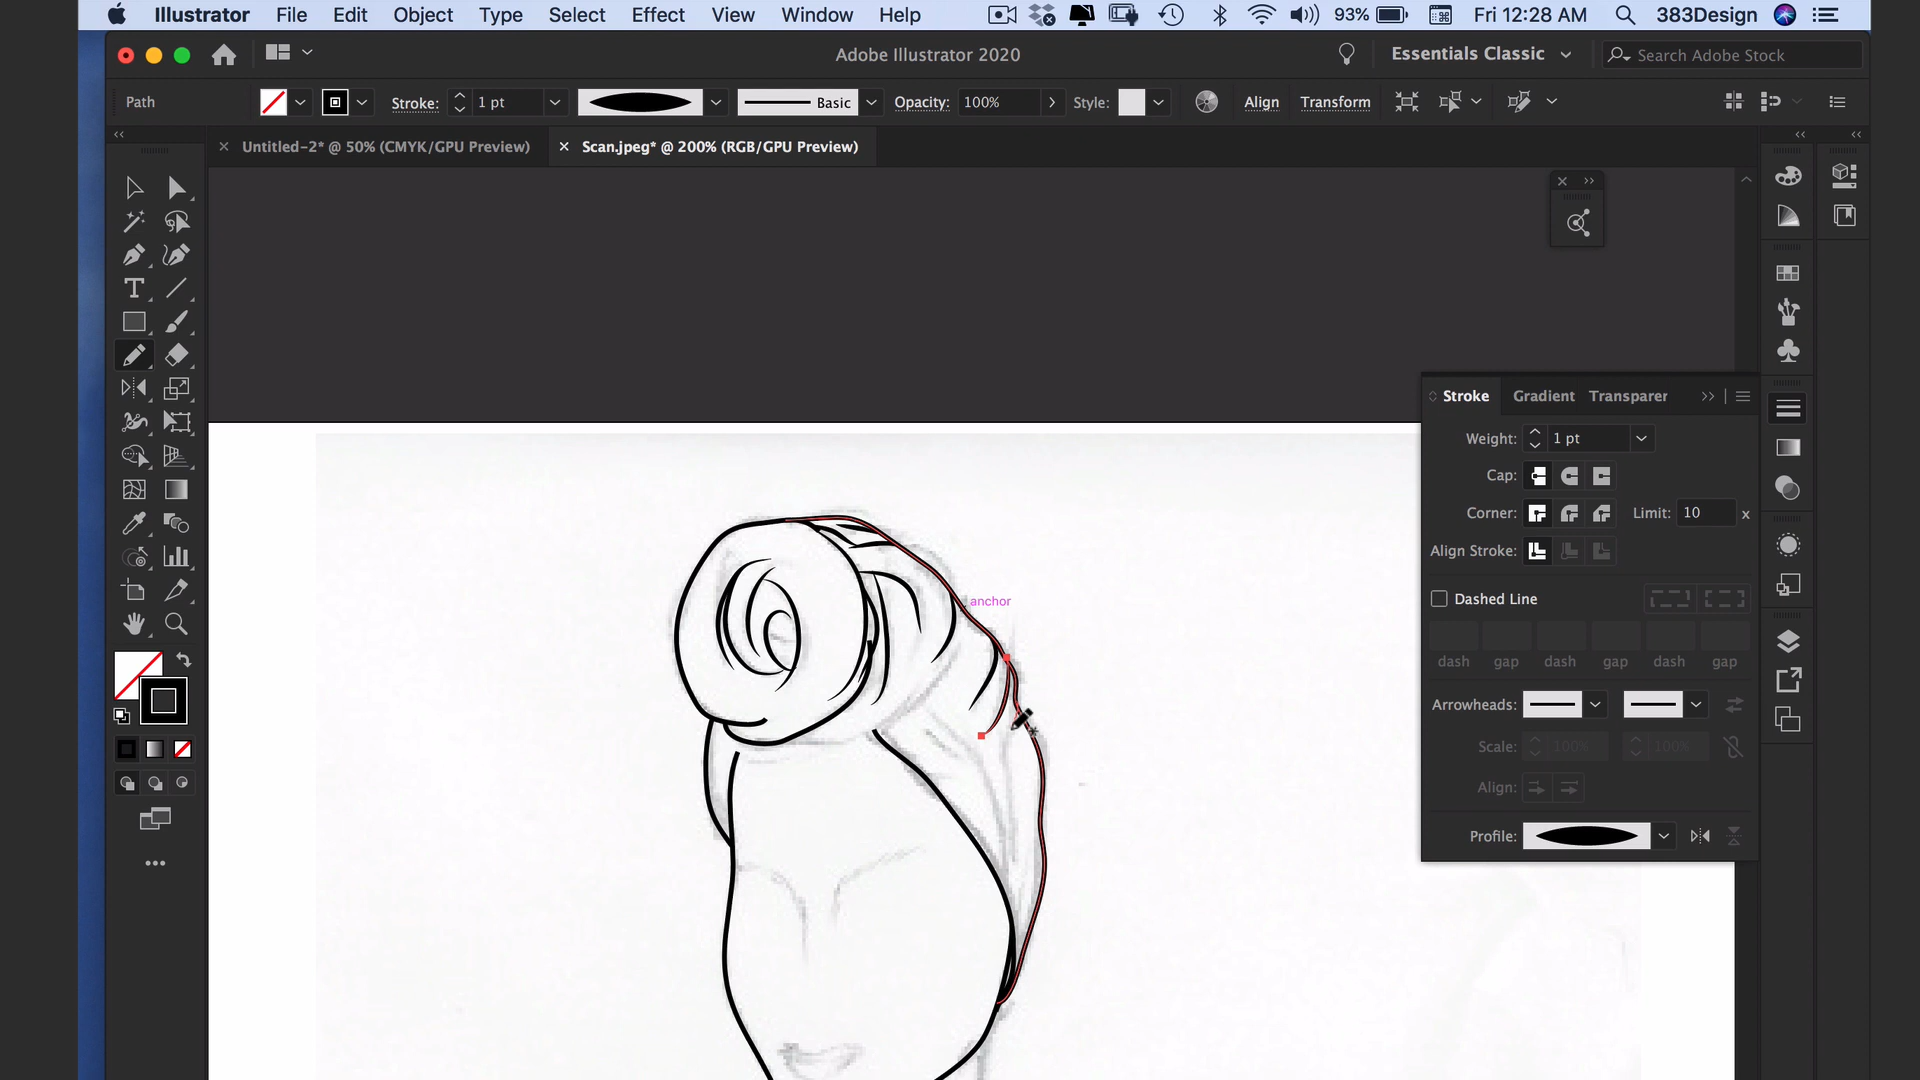 Illustrator File Edit Object Type Select Effect View Window Help 93% Fri 12:28 AM 383Design
Adobe Illustrator 2020 Essentials Classic Search Adobe Stock
Path Stroke: 1 pt Basic Opacity: 100% Style: Align Transform
Untitled-2* @ 50% (CMYK/GPU Preview) Scan.jpeg* @ 200% (RGB/GPU Preview)
Stroke Gradient Transparer
Weight: 1 pt
Cap:
Corner: Limit: 10 x
Align Stroke:
anchor
Dashed Line
dash gap dash gap dash gap
Arrowheads:
Scale: 100% 100%
Align:
Profile: